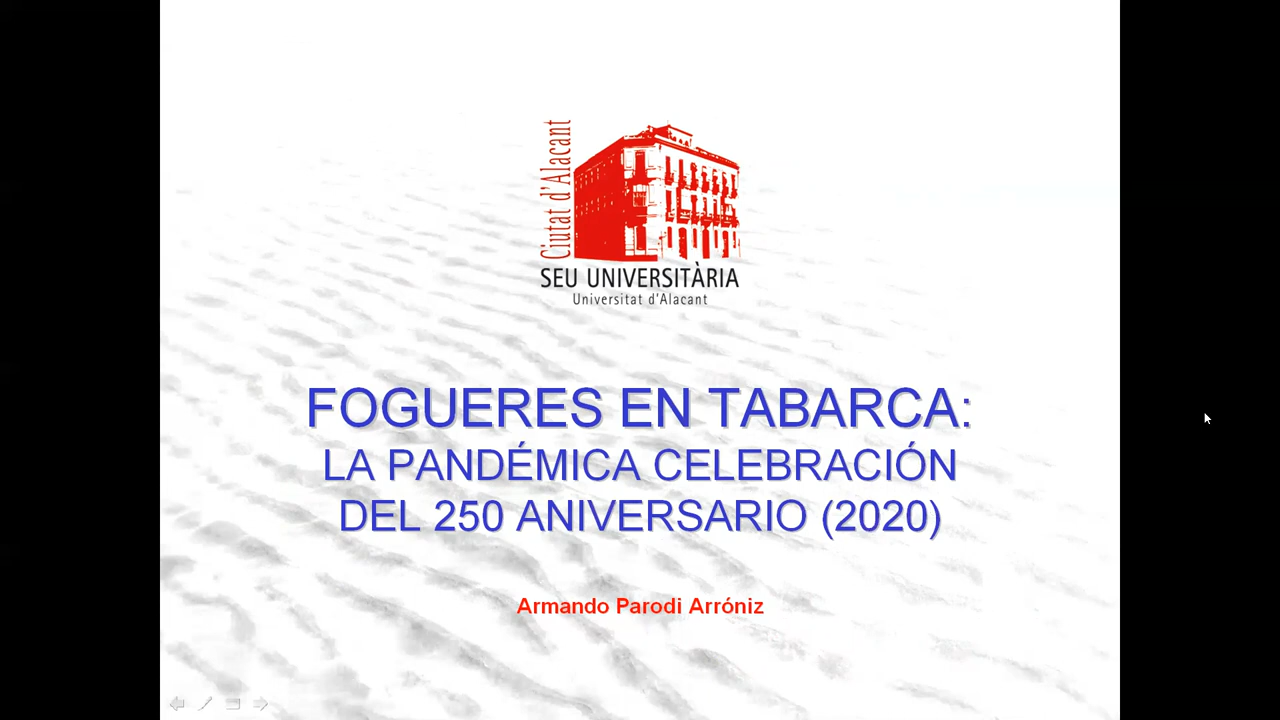 Ciutat d'Alacant
SEU UNIVERSITÀRIA
Universitat d'Alacant
FOGUERES EN TABARCA:
LA PANDÉMICA CELEBRACIÓN
DEL 250 ANIVERSARIO (2020)
Armando Parodi Arróniz